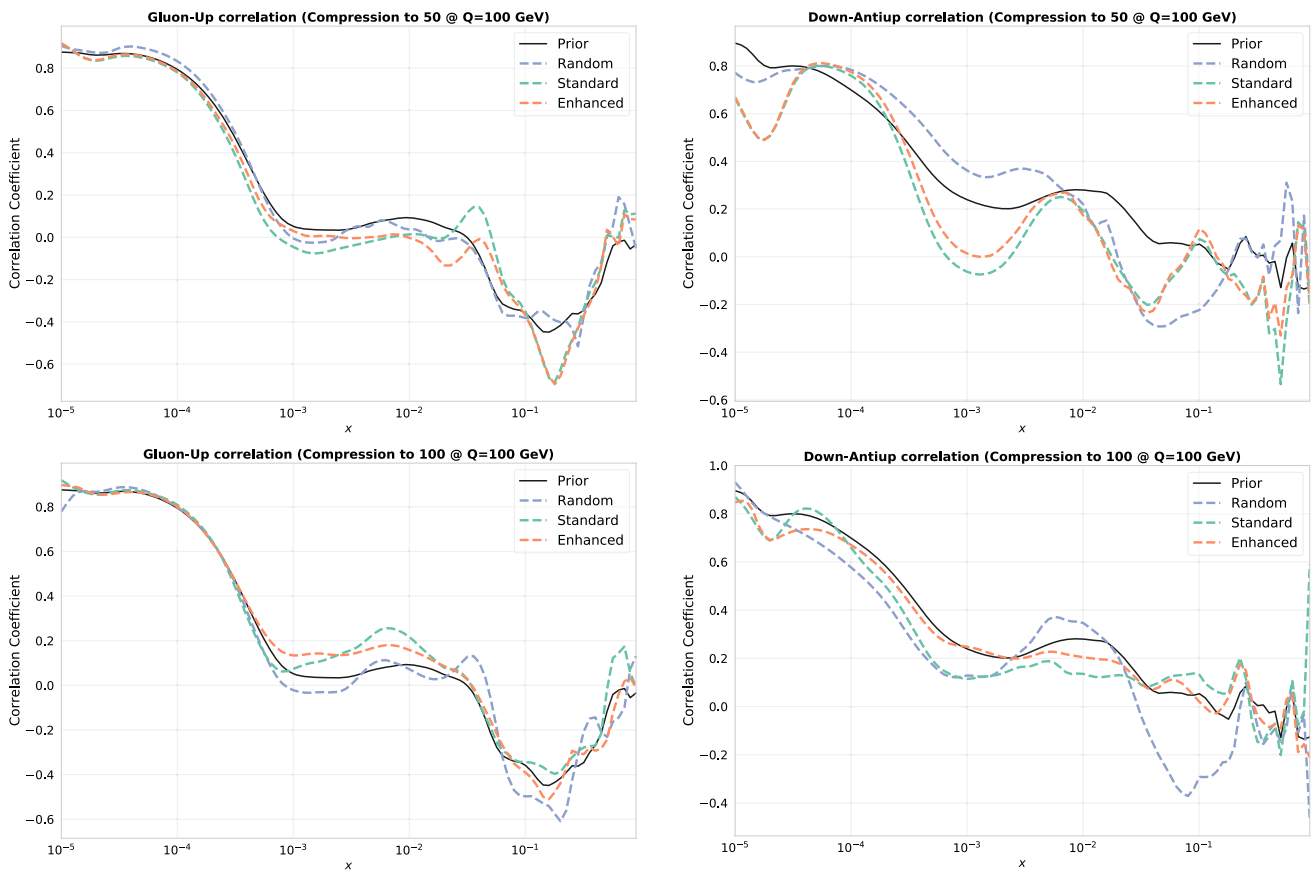 Gluon-Up correlation (Compression to 50 @ Q=100 GeV)
Correlation Coefficient
0.8
0.6
0.4
0.2
0.0
−0.2
−0.4
−0.6
Prior
Random
Standard
Enhanced
10⁻⁵
10⁻⁴
10⁻³
10⁻²
10⁻¹
x
Down-Antiup correlation (Compression to 50 @ Q=100 GeV)
Correlation Coefficient
0.8
0.6
0.4
0.2
0.0
−0.2
−0.4
−0.6
Prior
Random
Standard
Enhanced
10⁻⁵
10⁻⁴
10⁻³
10⁻²
10⁻¹
x
Gluon-Up correlation (Compression to 100 @ Q=100 GeV)
Correlation Coefficient
0.8
0.6
0.4
0.2
0.0
−0.2
−0.4
−0.6
Prior
Random
Standard
Enhanced
10⁻⁵
10⁻⁴
10⁻³
10⁻²
10⁻¹
x
Down-Antiup correlation (Compression to 100 @ Q=100 GeV)
Correlation Coefficient
1.0
0.8
0.6
0.4
0.2
0.0
−0.2
−0.4
Prior
Random
Standard
Enhanced
10⁻⁵
10⁻⁴
10⁻³
10⁻²
10⁻¹
x